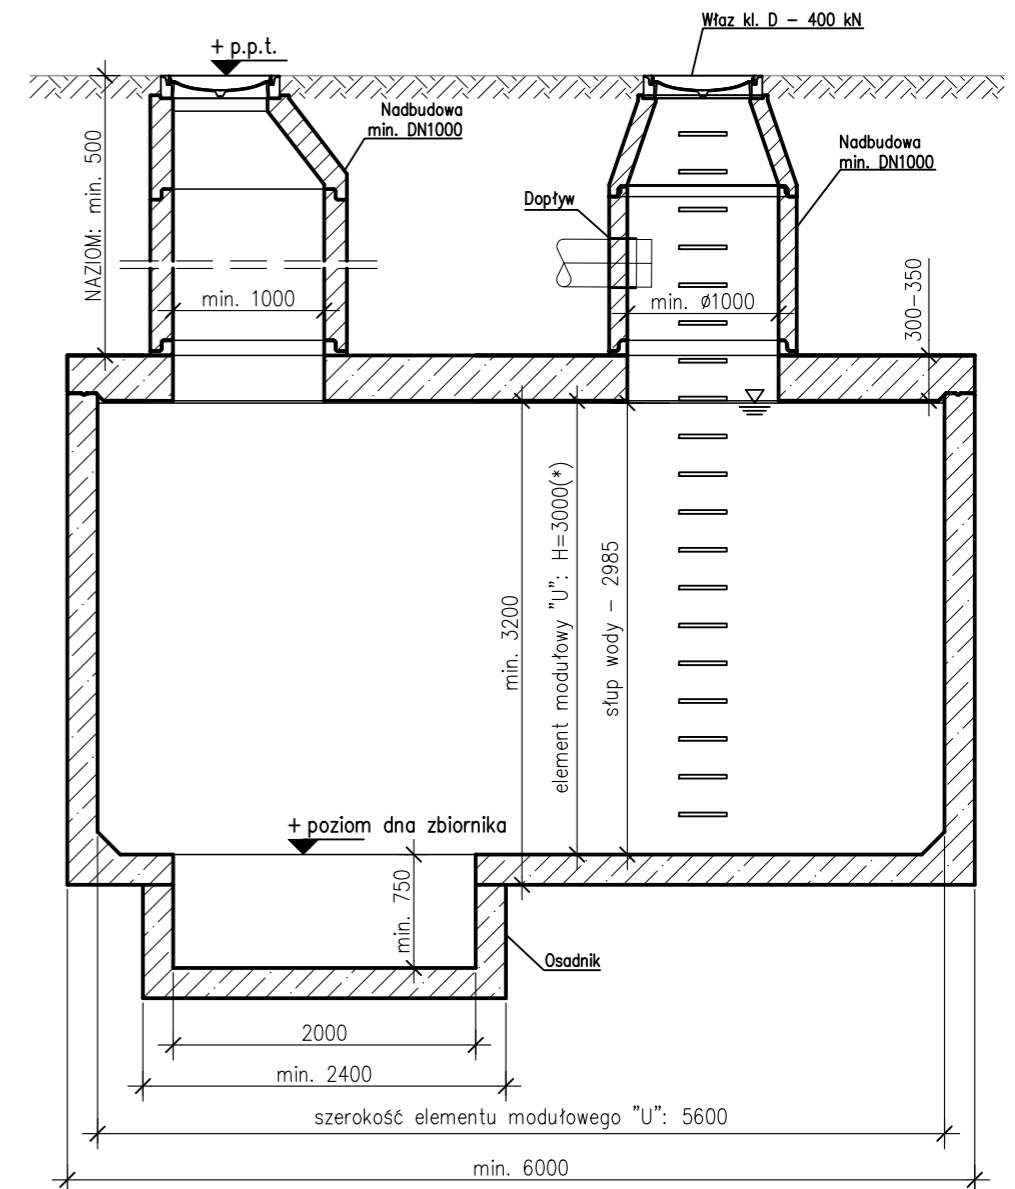 Właz kl. D – 400 kN
+ p.p.t.
Nadbudowa
min. DN1000
Nadbudowa
min. DN1000
NAZIOM: min. 500
Dopływ
min. 1000
min. ø1000
300-350
min. 3200
element modułowy "U": H=3000(*)
słup wody – 2985
+ poziom dna zbiornika
min. 750
Osadnik
2000
min. 2400
szerokość elementu modułowego "U": 5600
min. 6000